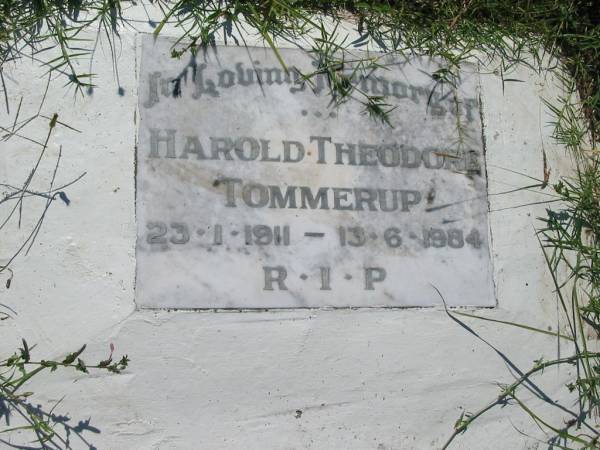 In Loving Memory of
...
HAROLD THEODORE
TOMMERUP
23·1·1911 — 13·6·1984
R·I·P